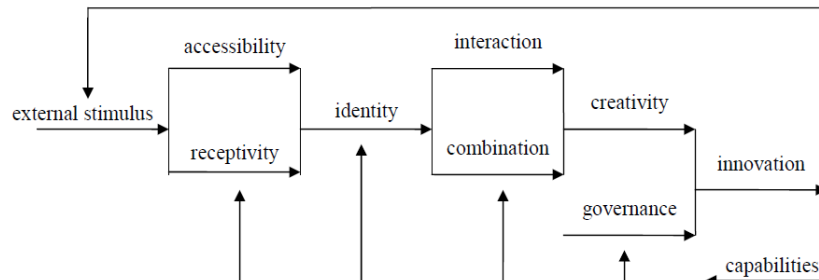 accessibility
interaction
external stimulus
identity
creativity
receptivity
combination
innovation
governance
capabilities